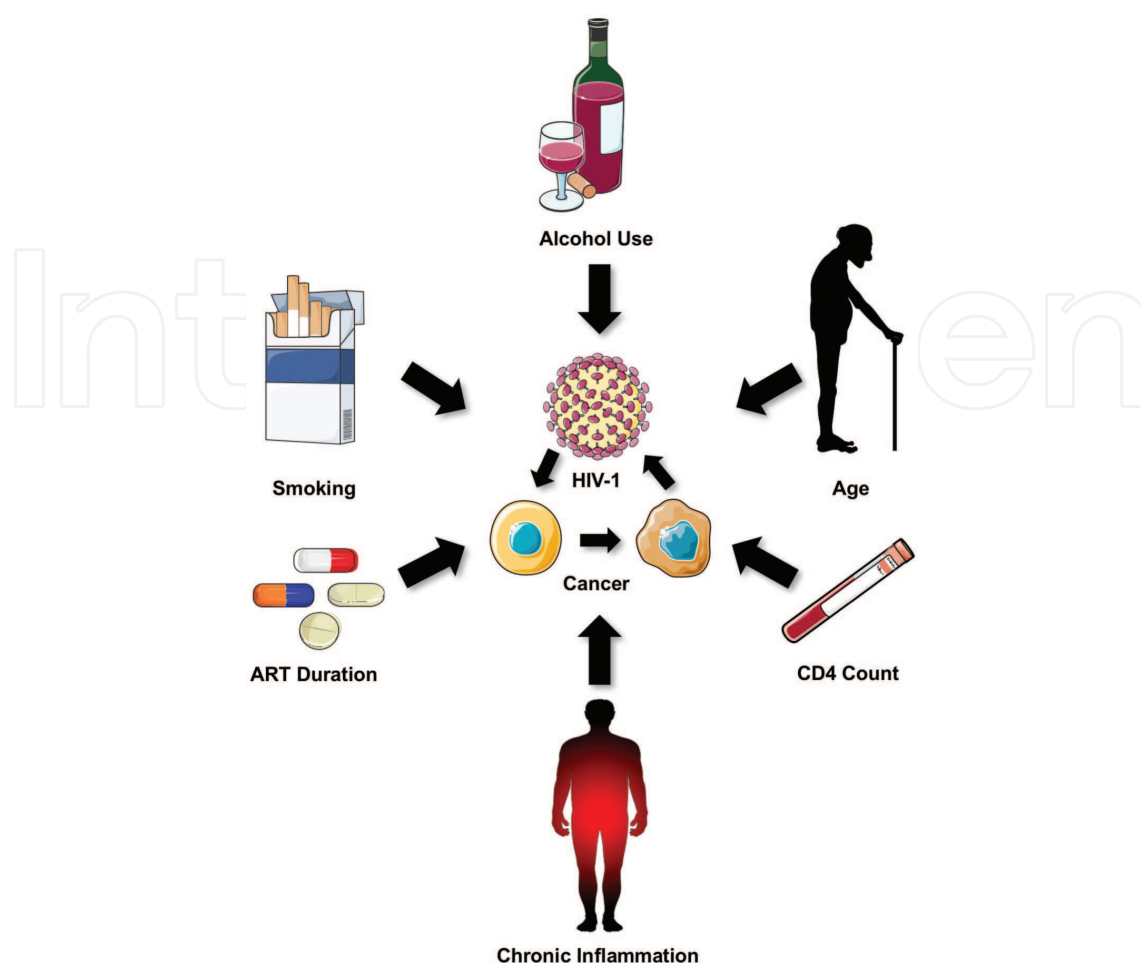 Alcohol Use
Smoking
HIV-1
Age
Cancer
ART Duration
CD4 Count
Chronic Inflammation